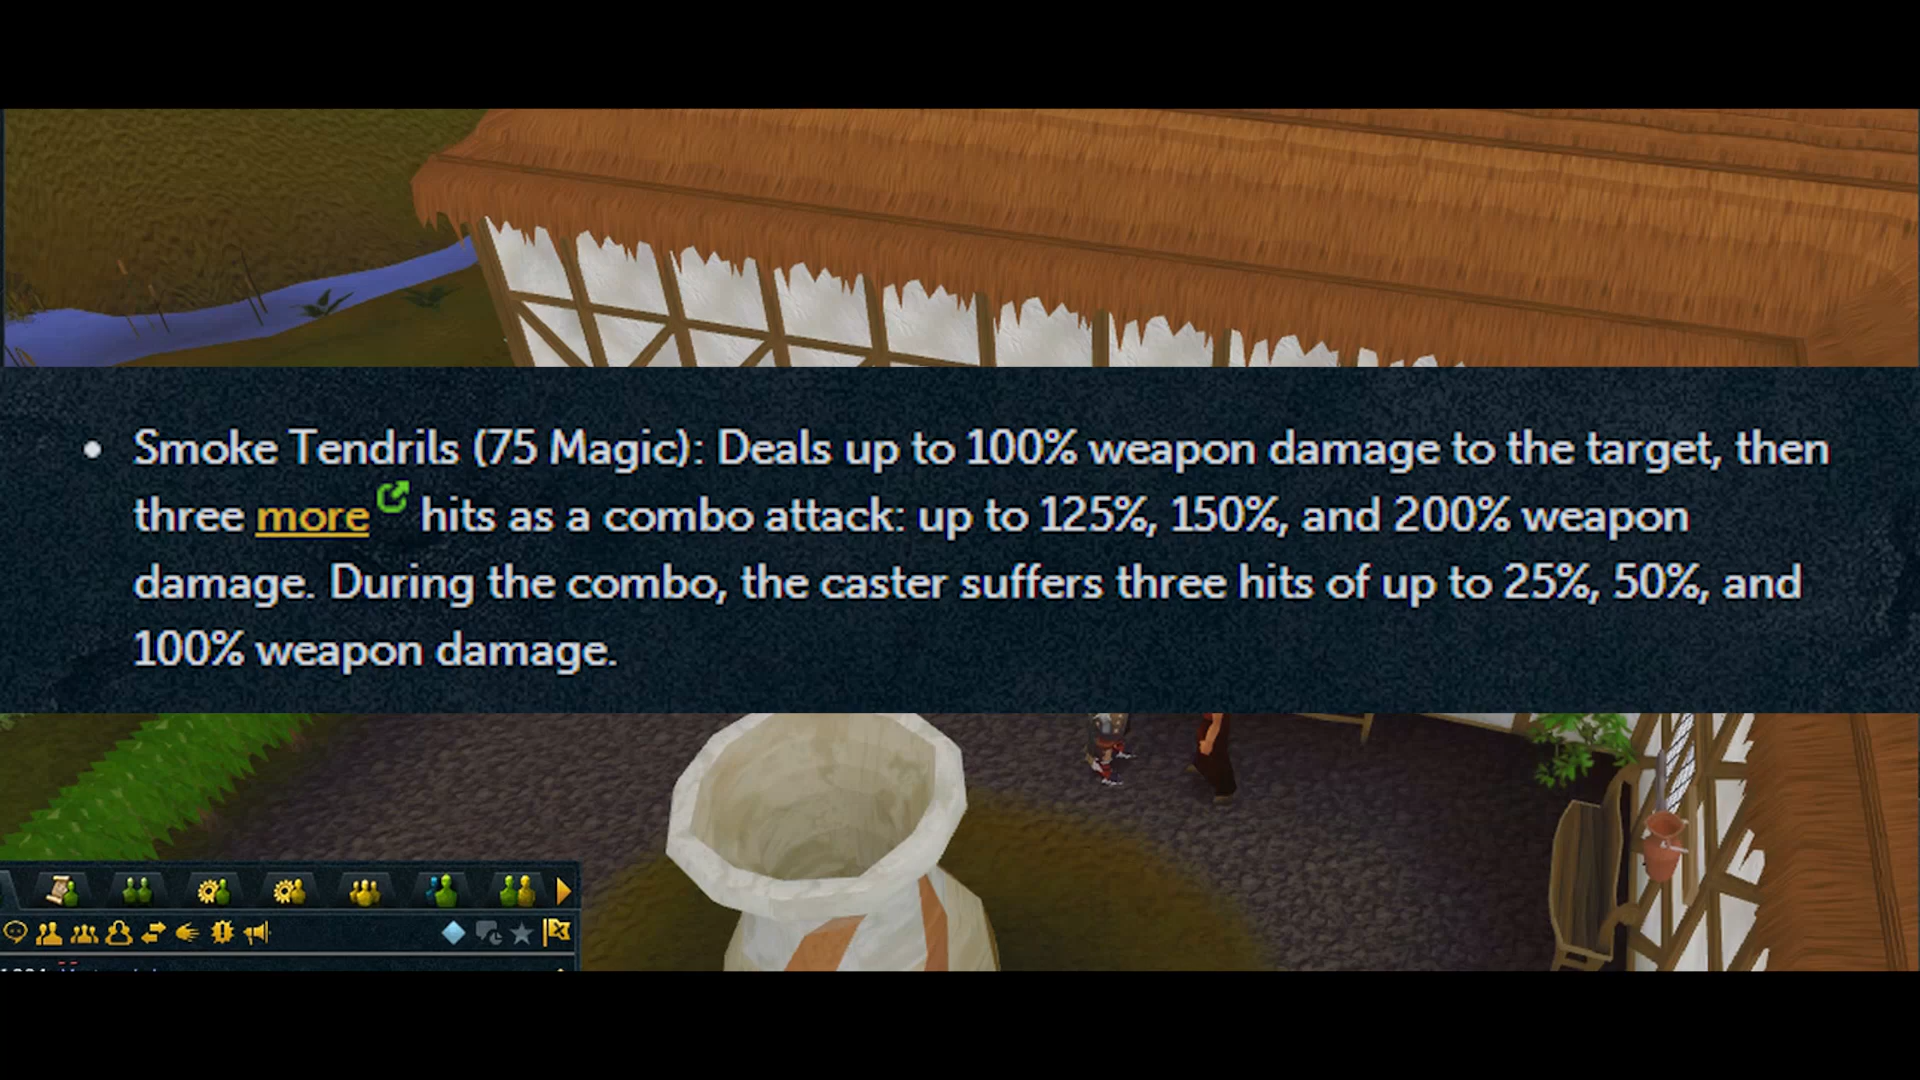 • Smoke Tendrils (75 Magic): Deals up to 100% weapon damage to the target, then
three more hits as a combo attack: up to 125%, 150%, and 200% weapon
damage. During the combo, the caster suffers three hits of up to 25%, 50%, and
100% weapon damage.